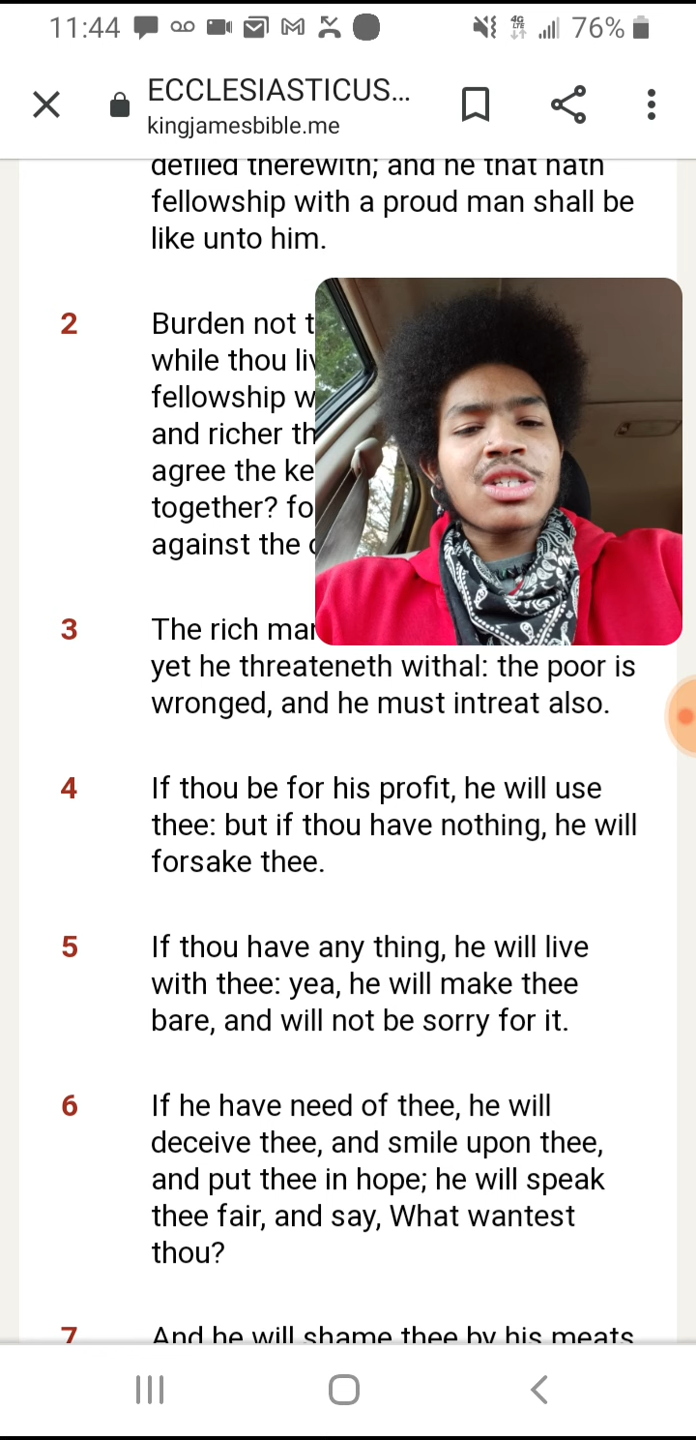 11:44
4G
LTE
76%
ECCLESIASTICUS...
kingjamesbible.me
defiled therewith; and he that hath
fellowship with a proud man shall be
like unto him.
2 Burden not t
while thou liv
fellowship w
and richer th
agree the ke
together? fo
against the
3 The rich man
yet he threateneth withal: the poor is
wronged, and he must intreat also.
4 If thou be for his profit, he will use
thee: but if thou have nothing, he will
forsake thee.
5 If thou have any thing, he will live
with thee: yea, he will make thee
bare, and will not be sorry for it.
6 If he have need of thee, he will
deceive thee, and smile upon thee,
and put thee in hope; he will speak
thee fair, and say, What wantest
thou?
7 And he will shame thee by his meats